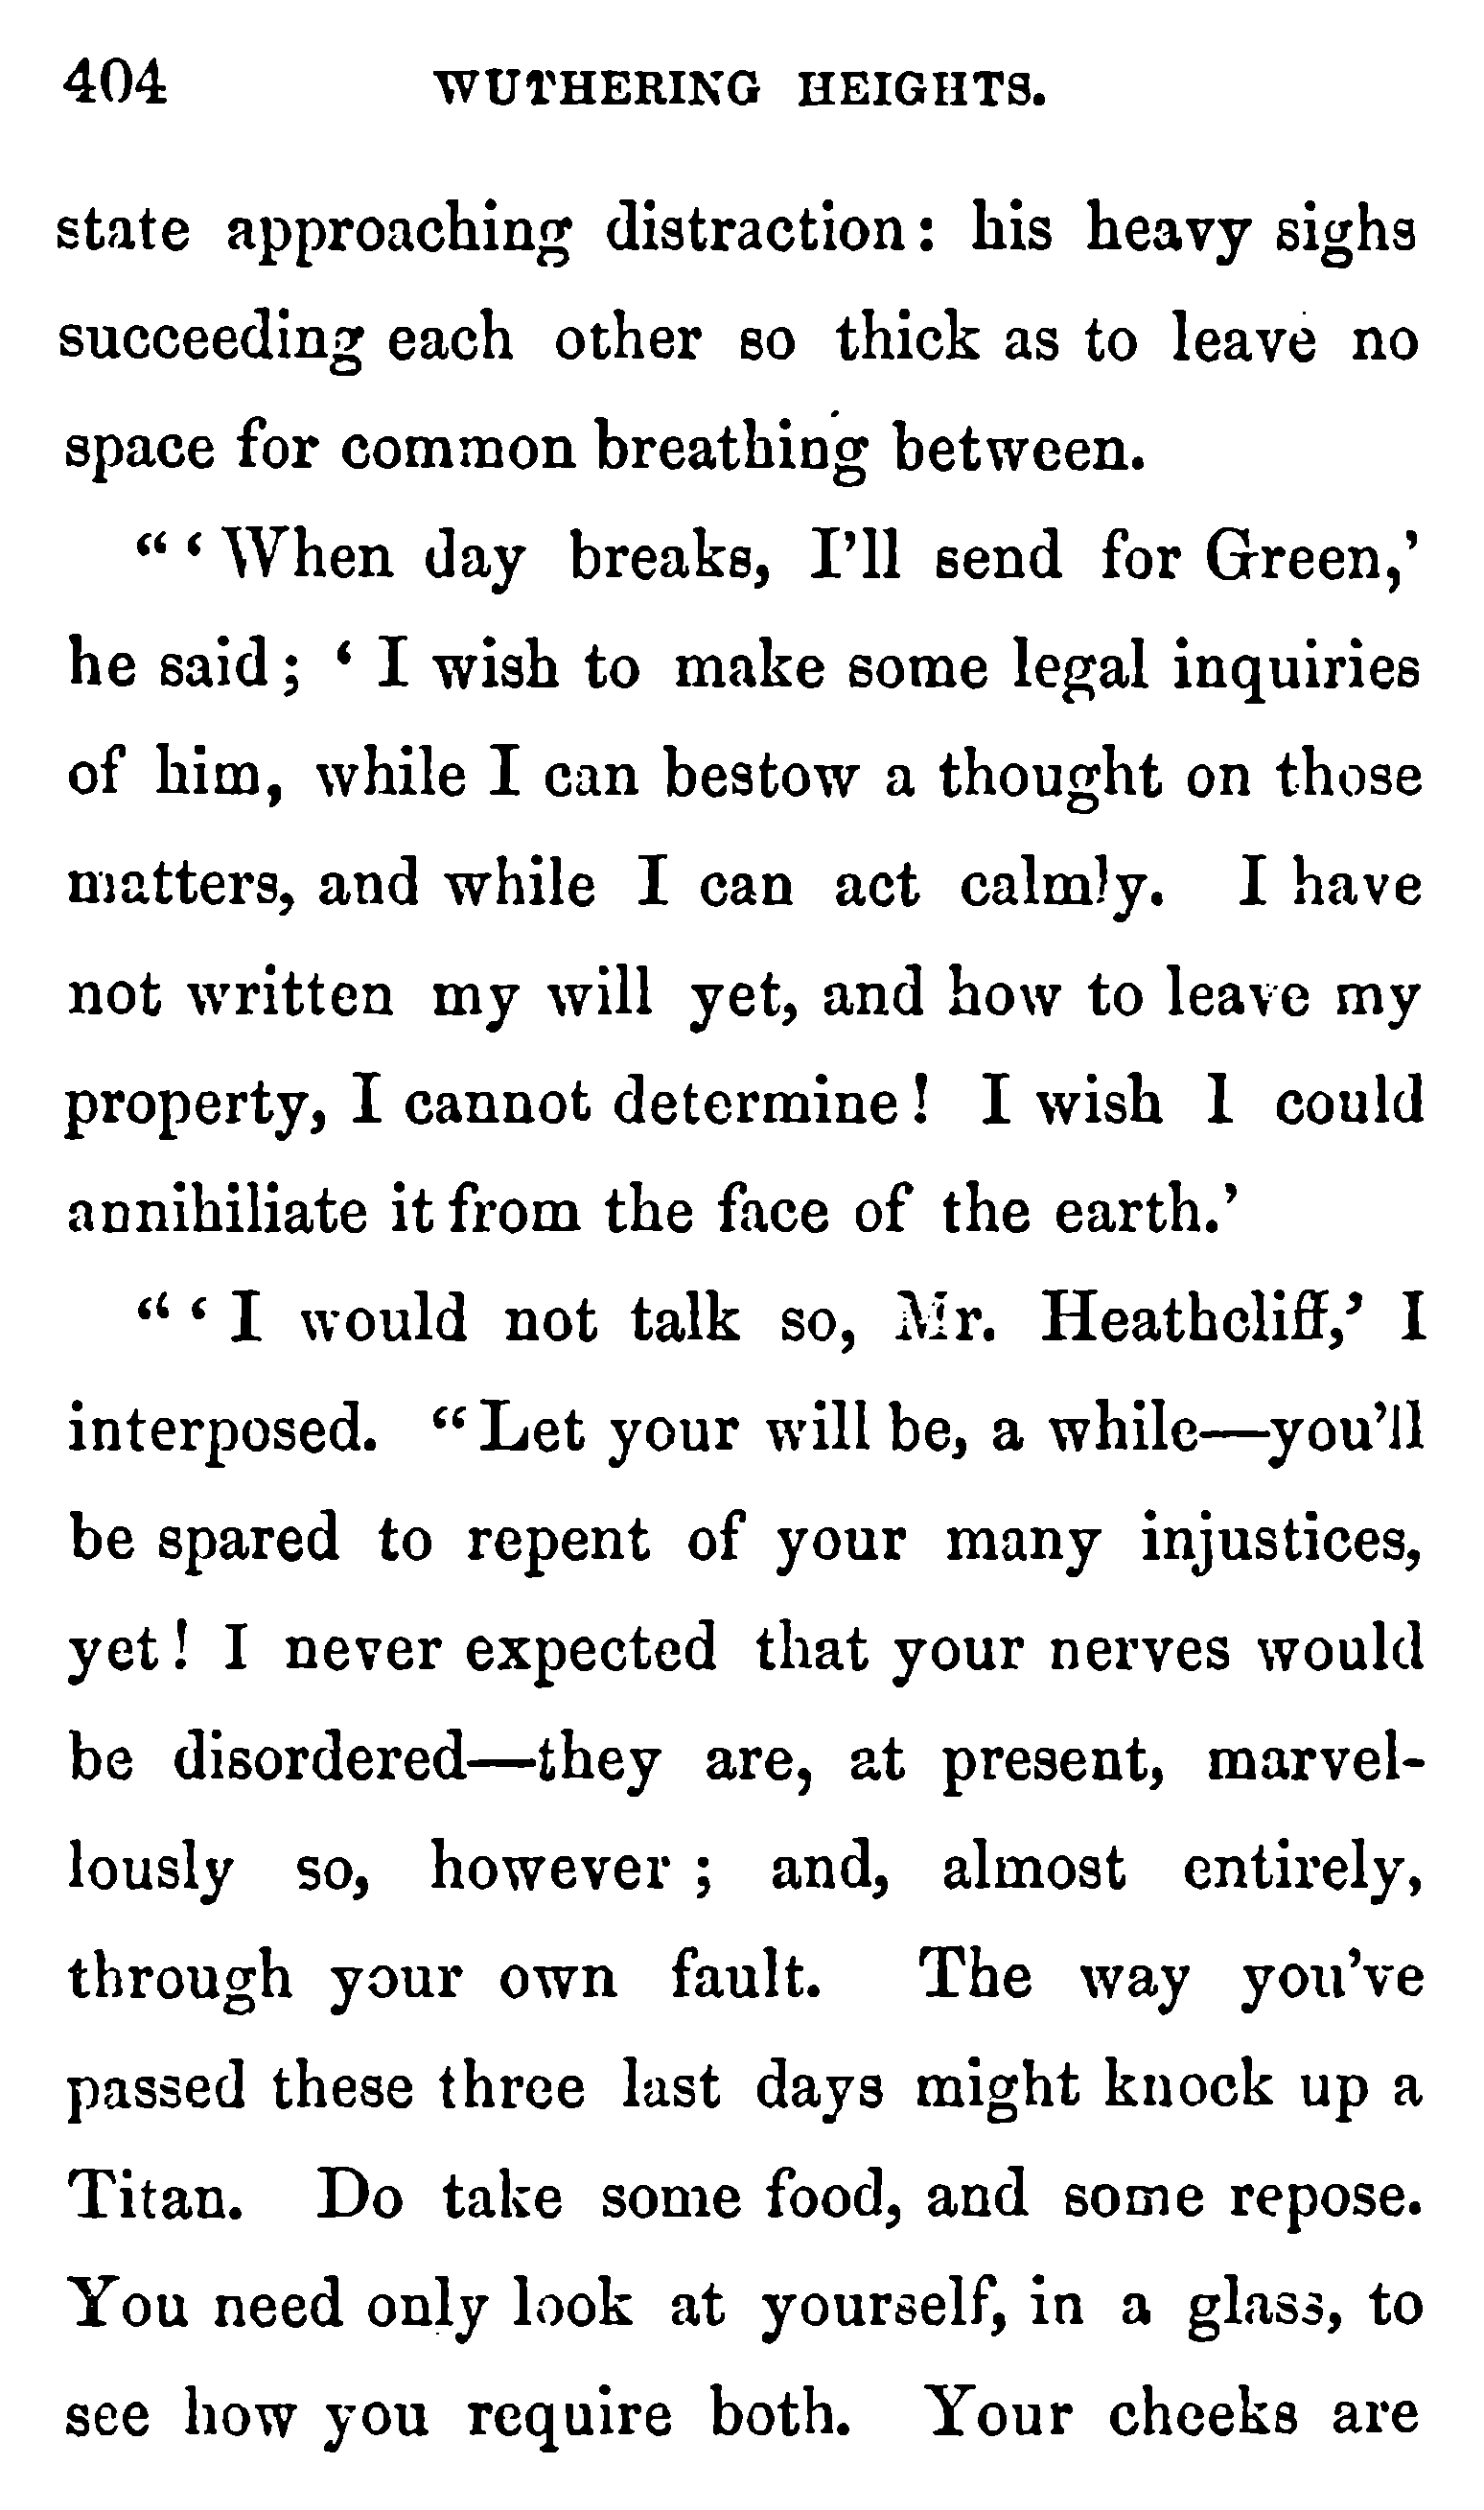 404 WUTHERING HEIGHTS.
state approaching distraction: his heavy sighs
succeeding each other so thick as to leave no
space for common breathing between.
“ ‘ When day breaks, I’ll send for Green,’
he said; ‘ I wish to make some legal inquiries
of him, while I can bestow a thought on those
matters, and while I can act calmly. I have
not written my will yet, and how to leave my
property, I cannot determine! I wish I could
annihiliate it from the face of the earth.’
“ ‘ I would not talk so, Mr. Heathcliff,’ I
interposed. “Let your will be, a while—you’ll
be spared to repent of your many injustices,
yet! I never expected that your nerves would
be disordered—they are, at present, marvel-
lously so, however ; and, almost entirely,
through your own fault. The way you’ve
passed these three last days might knock up a
Titan. Do take some food, and some repose.
You need only look at yourself, in a glass, to
see how you require both. Your cheeks are